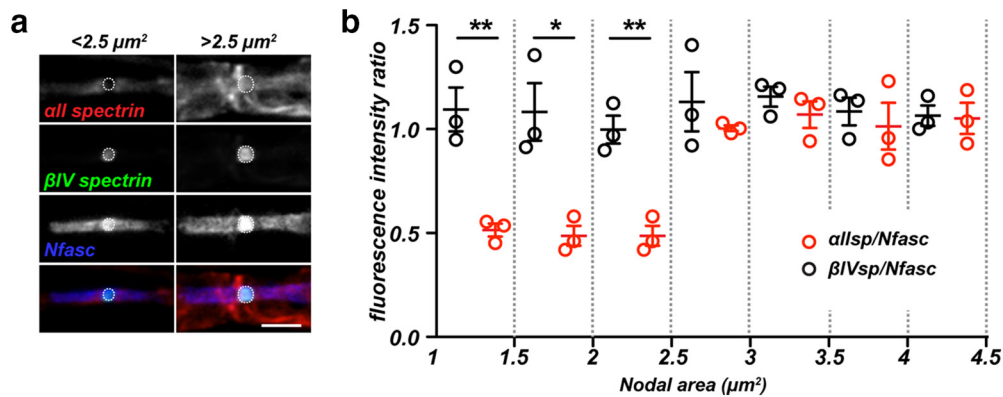 a
<2.5 µm²
>2.5 µm²
αII spectrin
βIV spectrin
Nfasc
b
fluorescence intensity ratio
1.5
1.0
0.5
0.0
**
*
**
αIIsp/Nfasc
βIVsp/Nfasc
1 1.5 2 2.5 3 3.5 4 4.5
Nodal area (µm²)